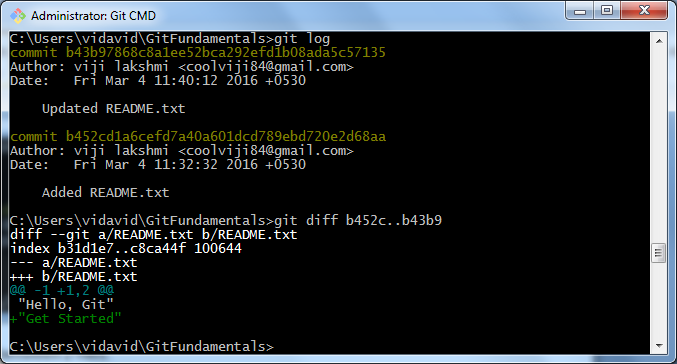 Administrator: Git CMD
C:\Users\vidavid\GitFundamentals>git log
commit b43b97868c8a1ee52bca292efd1b08ada5c57135
Author: viji lakshmi <coolviji84@gmail.com>
Date:   Fri Mar 4 11:40:12 2016 +0530
    Updated README.txt
commit b452cd1a6cefd7a40a601dcd789ebd720e2d68aa
Author: viji lakshmi <coolviji84@gmail.com>
Date:   Fri Mar 4 11:32:32 2016 +0530
    Added README.txt
C:\Users\vidavid\GitFundamentals>git diff b452c..b43b9
diff --git a/README.txt b/README.txt
index b31d1e7..c8ca44f 100644
--- a/README.txt
+++ b/README.txt
@@ -1 +1,2 @@
 "Hello, Git"
+"Get Started"
C:\Users\vidavid\GitFundamentals>